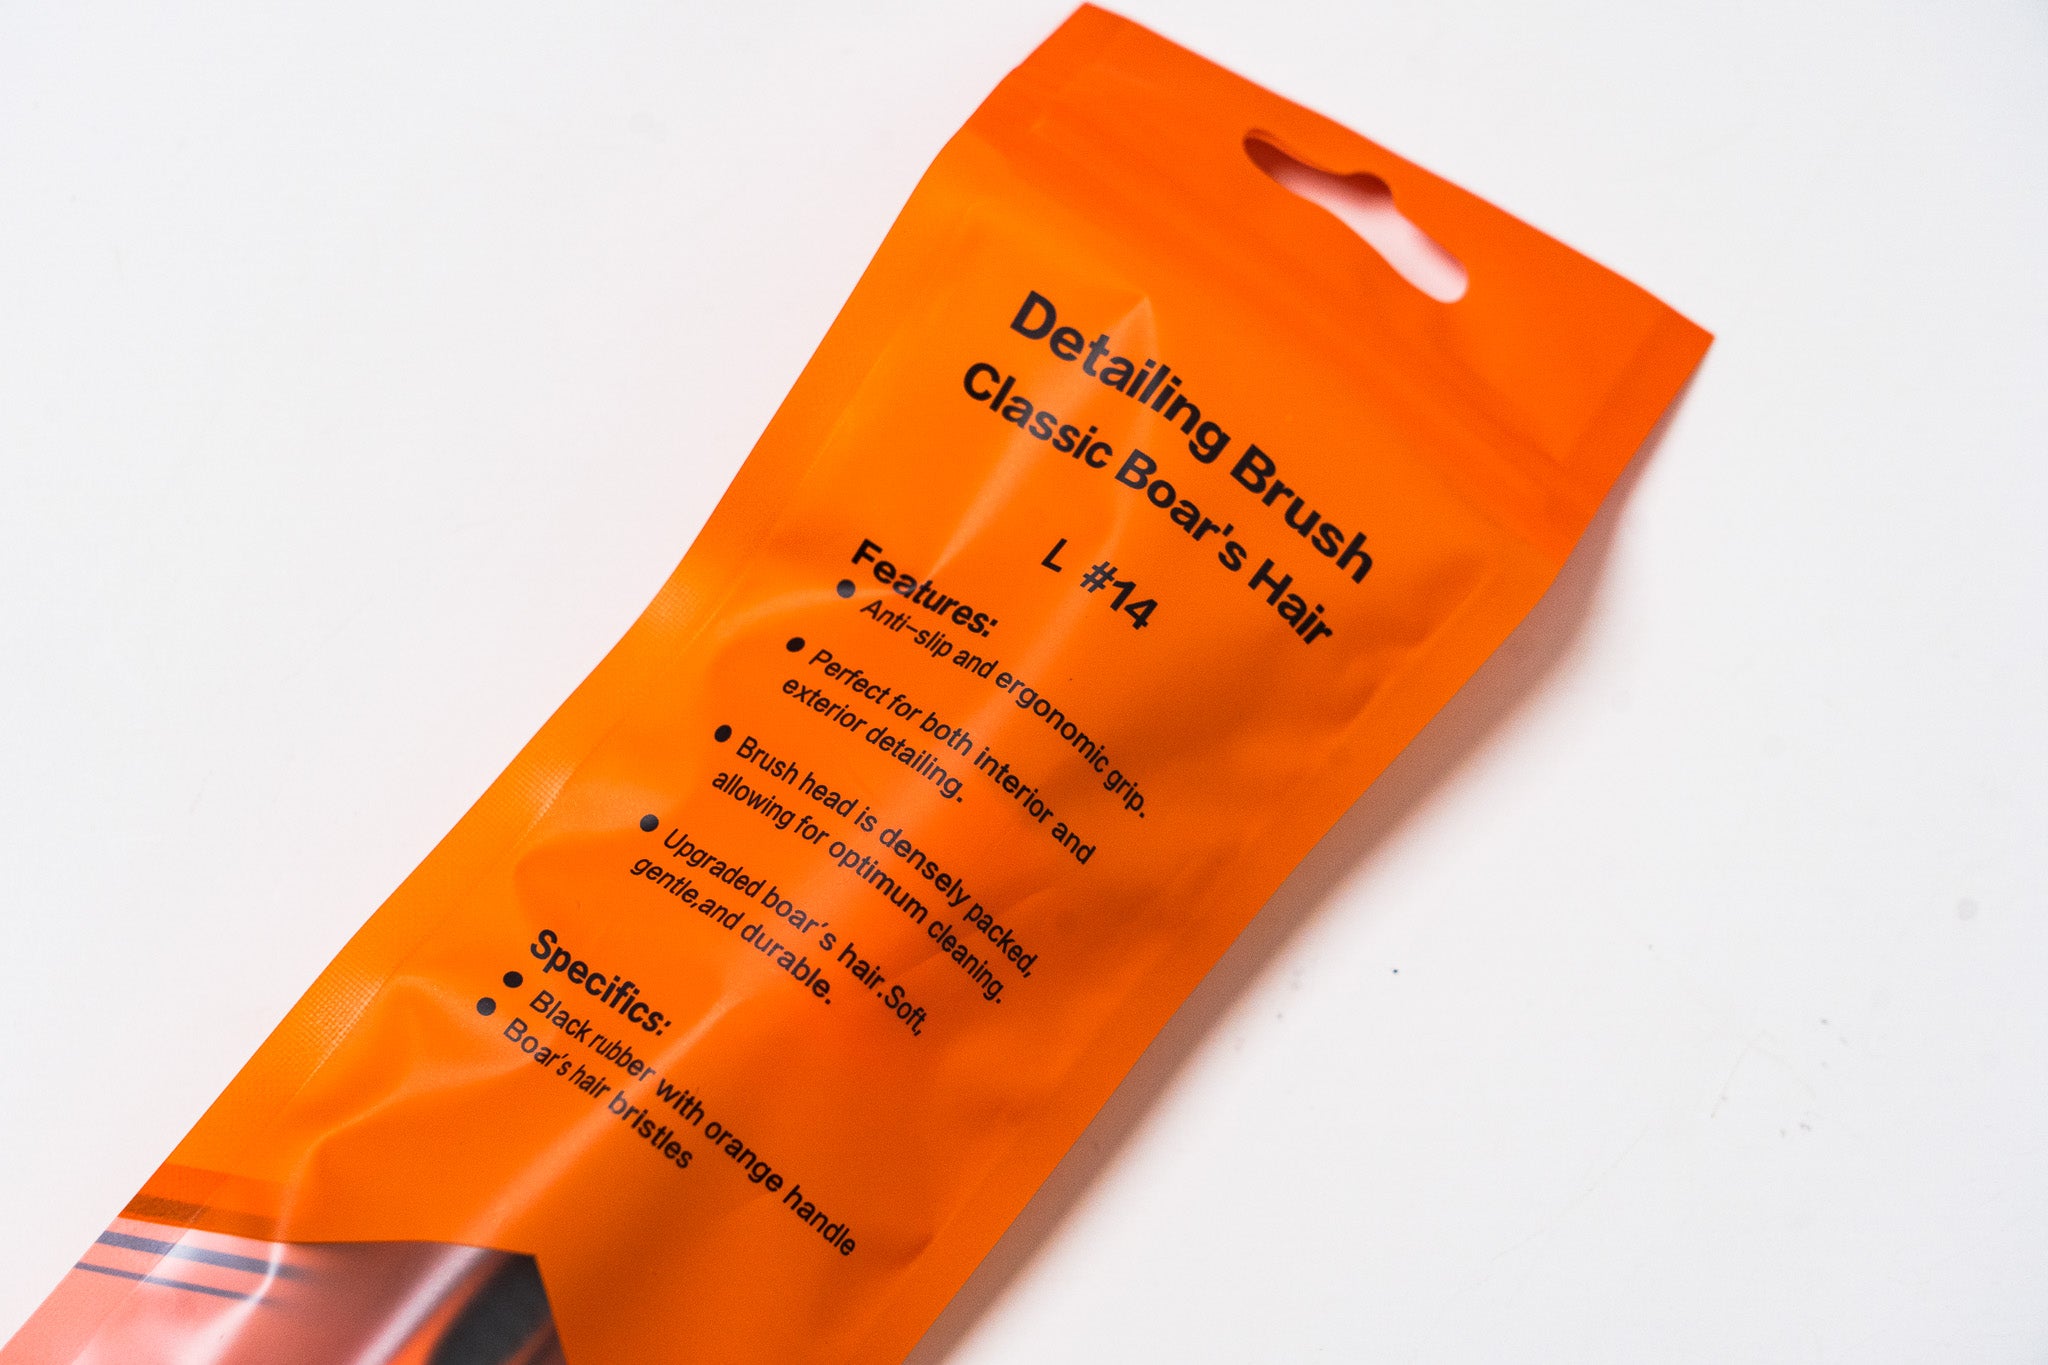 Detailing Brush
Classic Boar's Hair
L #14
Features:
● Anti-slip and ergonomic grip.
● Perfect for both interior and
exterior detailing.
● Brush head is densely packed,
allowing for optimum cleaning.
● Upgraded boar's hair.Soft,
gentle,and durable.
Specifics:
● Black rubber with orange handle
● Boar's hair bristles